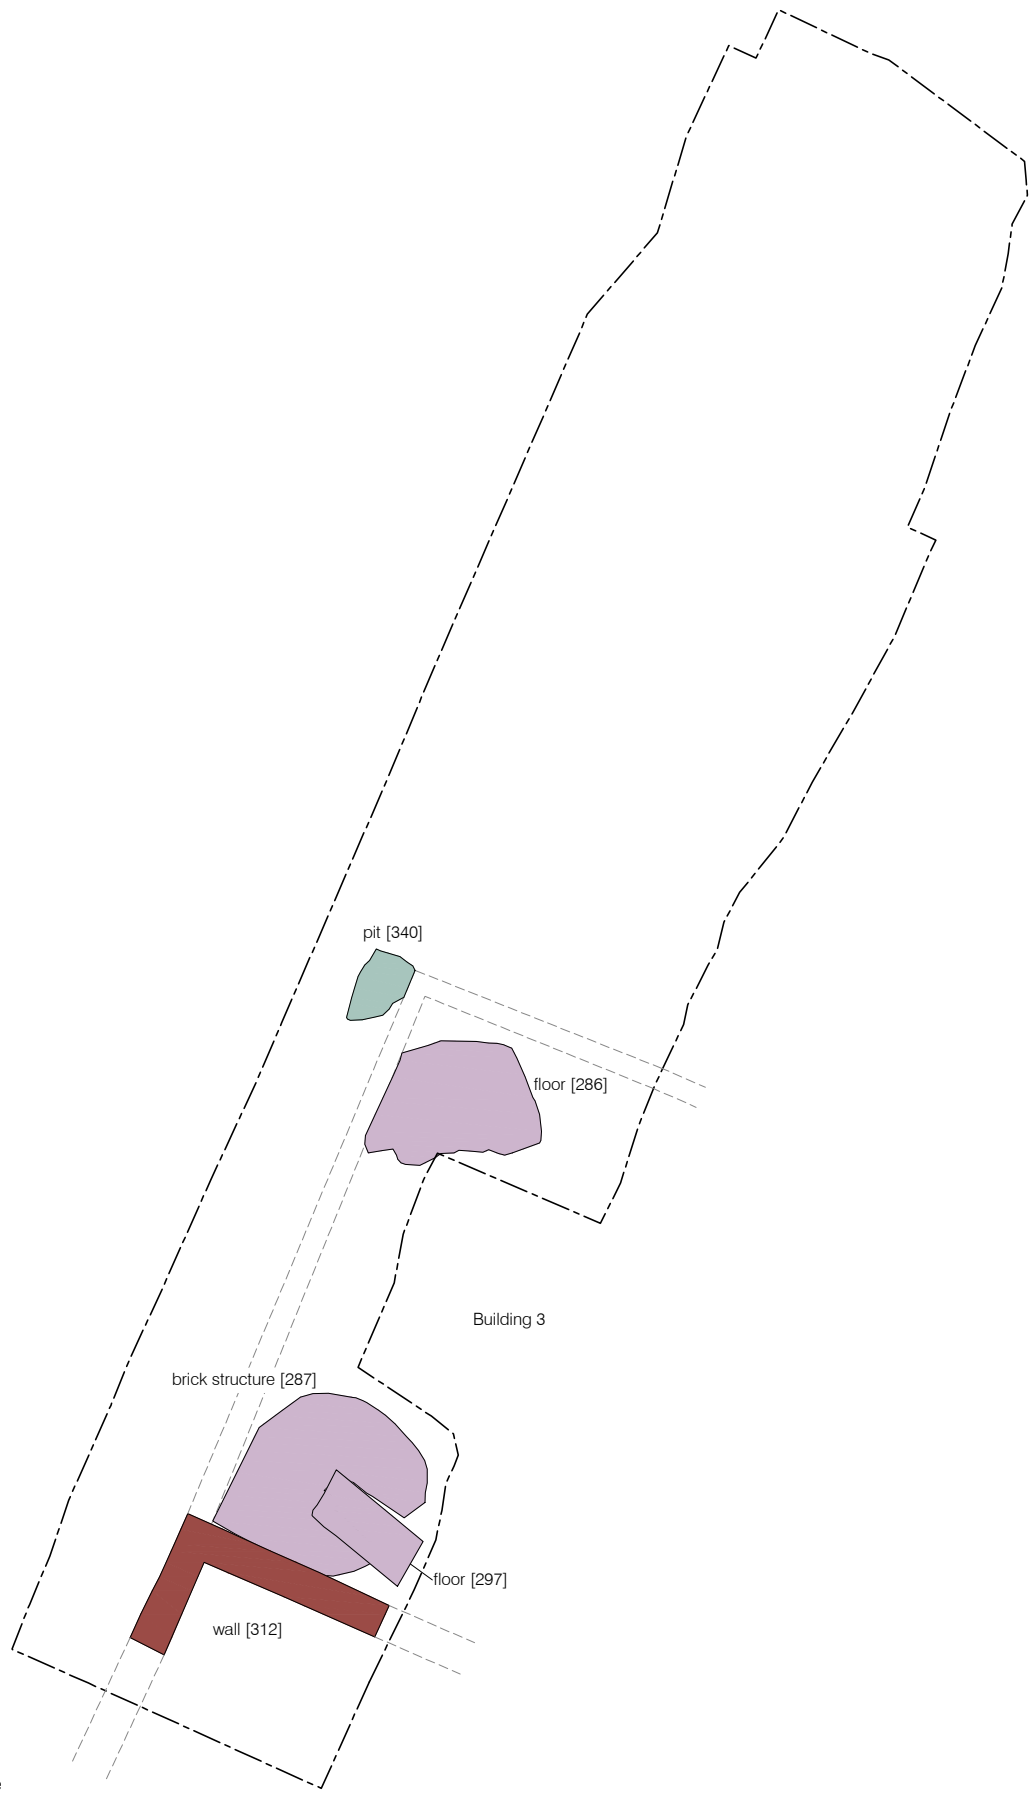 pit [340]
floor [286]
Building 3
brick structure [287]
floor [297]
wall [312]